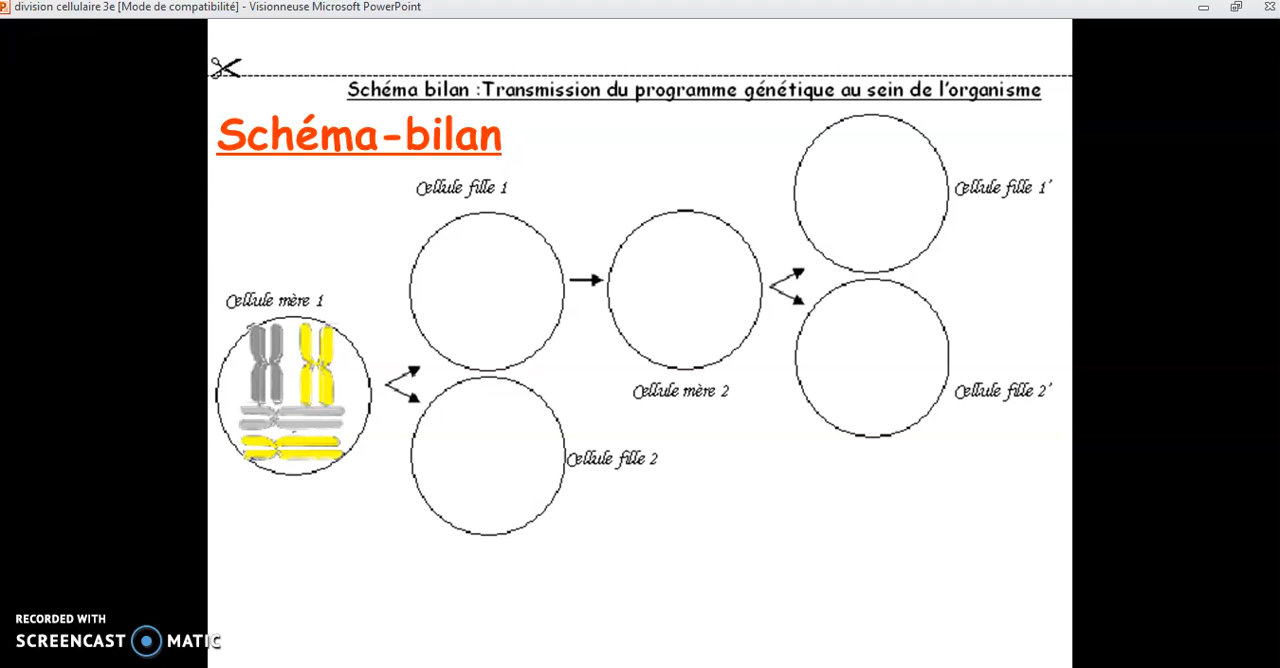 division cellulaire 3e [Mode de compatibilité] - Visionneuse Microsoft PowerPoint
Schéma bilan :Transmission du programme génétique au sein de l'organisme
Schéma-bilan
Cellule fille 1
Cellule fille 1'
Cellule mère 1
Cellule mère 2
Cellule fille 2'
Cellule fille 2
RECORDED WITH
SCREENCAST MATIC